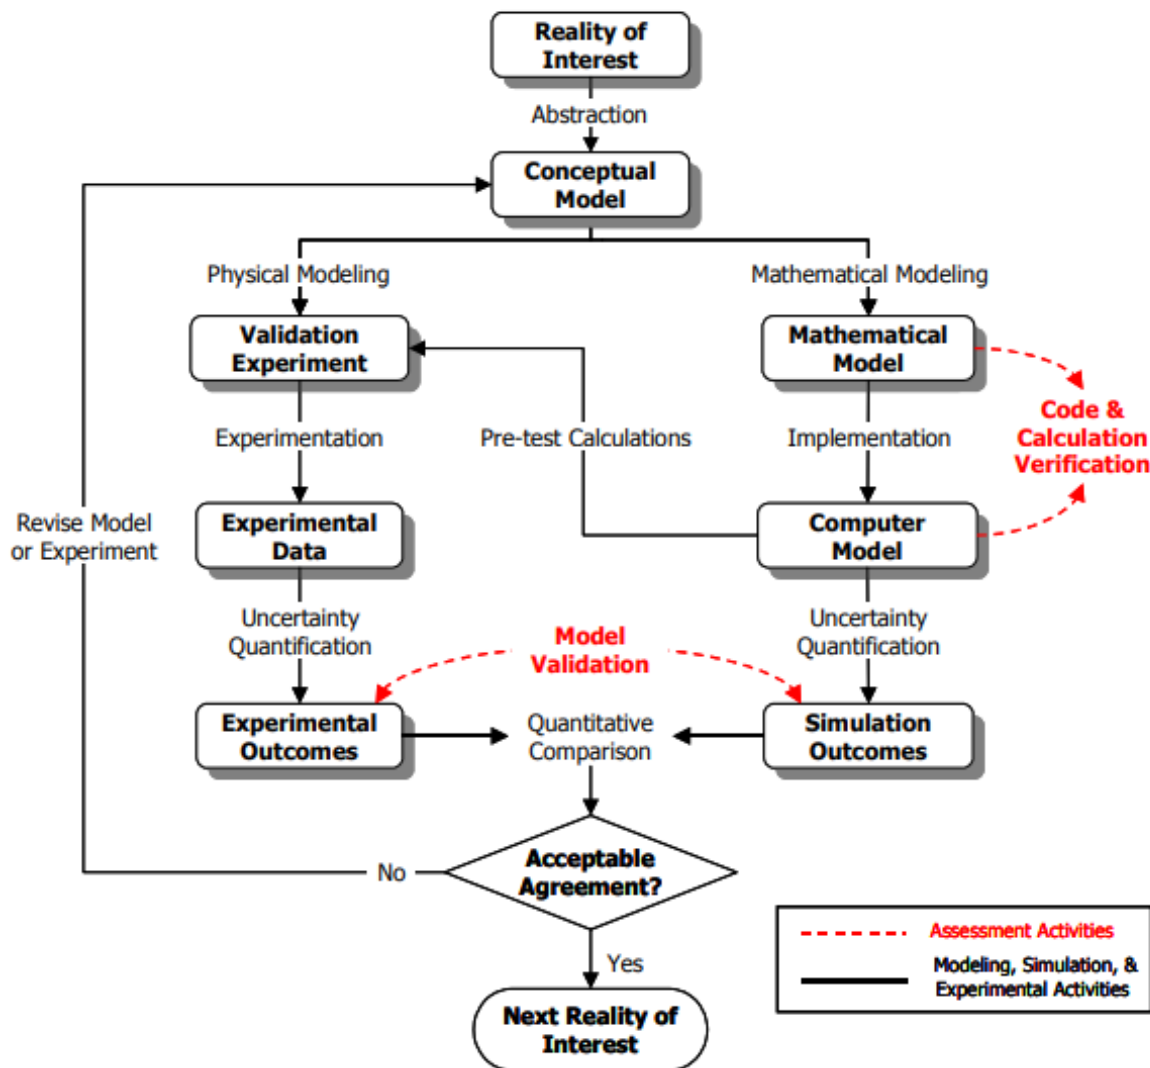 Reality of
Interest
Abstraction
Conceptual
Model
Physical Modeling
Mathematical Modeling
Validation
Experiment
Mathematical
Model
Code &
Calculation
Verification
Experimentation
Pre-test Calculations
Implementation
Revise Model
or Experiment
Experimental
Data
Computer
Model
Uncertainty
Quantification
Model
Validation
Uncertainty
Quantification
Experimental
Outcomes
Quantitative
Comparison
Simulation
Outcomes
No
Acceptable
Agreement?
Yes
Next Reality of
Interest
Assessment Activities
Modeling, Simulation, &
Experimental Activities